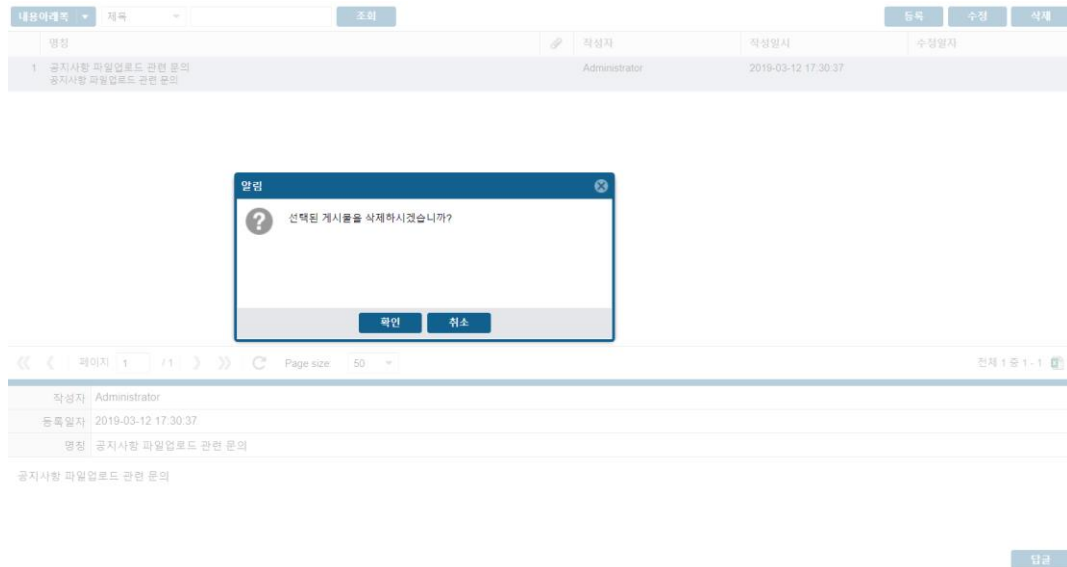 내용아래쪽 제목 조회 등록 수정 삭제
명칭 작성자 작성일시 수정일자
1 공지사항 파일업로드 관련 문의 Administrator 2019-03-12 17:30:37
공지사항 파일업로드 관련 문의
알림
선택된 게시물을 삭제하시겠습니까?
확인 취소
페이지 1 / 1 Page size: 50 전체 1 중 1 - 1
작성자 Administrator
등록일자 2019-03-12 17:30:37
명칭 공지사항 파일업로드 관련 문의
공지사항 파일업로드 관련 문의
답글